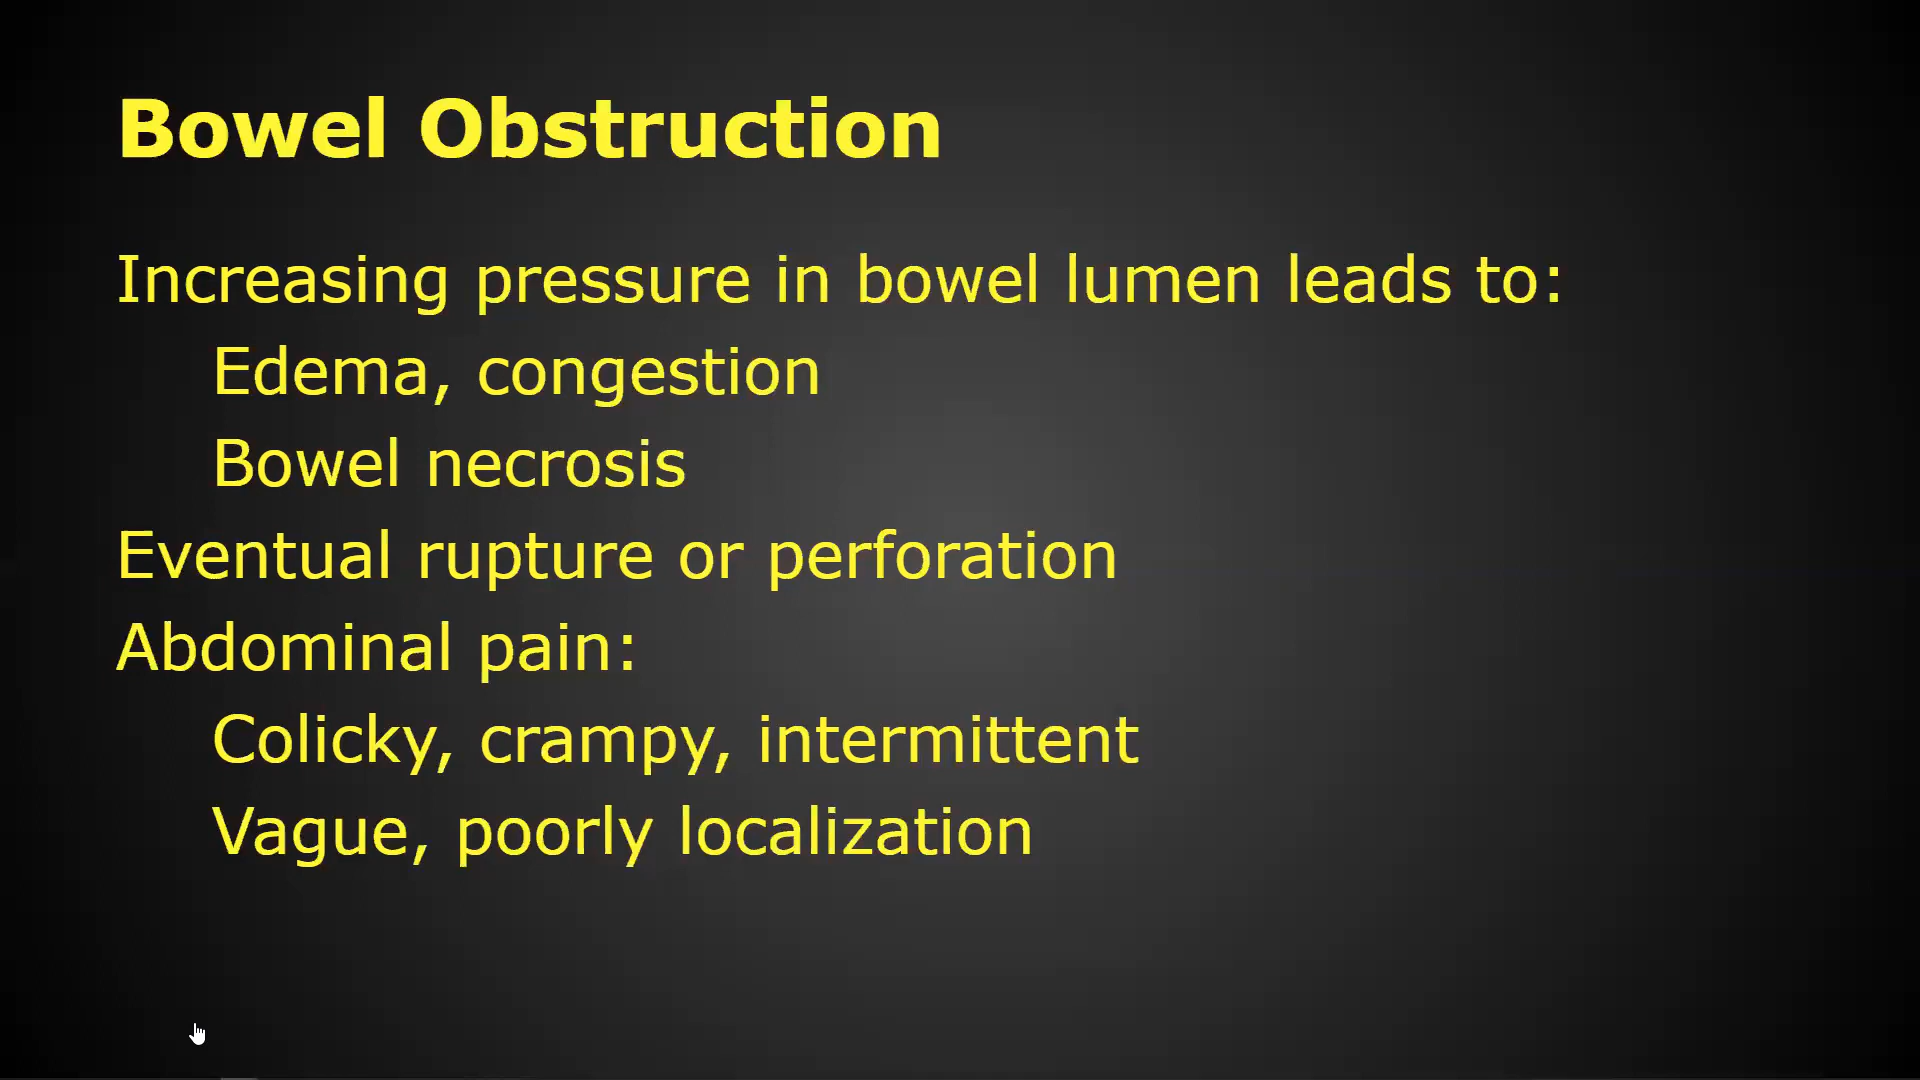 Bowel Obstruction
Increasing pressure in bowel lumen leads to:
Edema, congestion
Bowel necrosis
Eventual rupture or perforation
Abdominal pain:
Colicky, crampy, intermittent
Vague, poorly localization